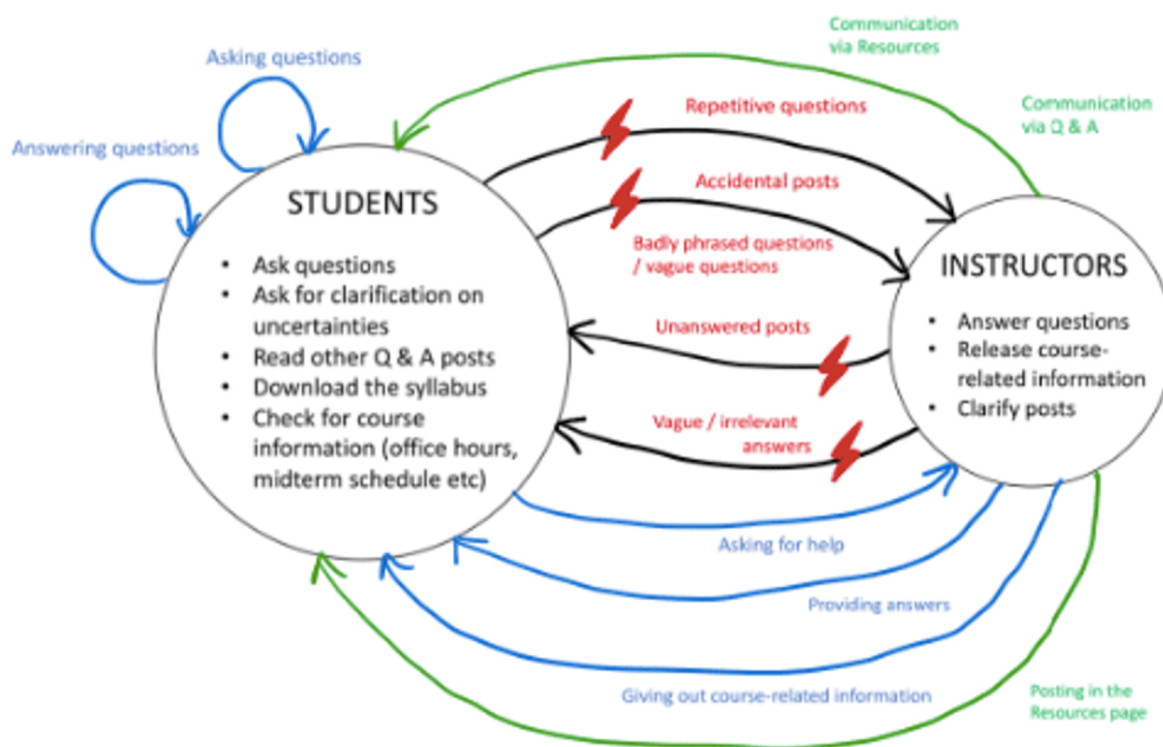 Communication
via Resources
Asking questions
Repetitive questions
Communication
via Q & A
Answering questions
Accidental posts
STUDENTS
Badly phrased questions
/ vague questions
INSTRUCTORS
• Ask questions
• Ask for clarification on
uncertainties
• Read other Q & A posts
• Download the syllabus
• Check for course
information (office hours,
midterm schedule etc)
Unanswered posts
• Answer questions
• Release course-
related information
• Clarify posts
Vague / irrelevant
answers
Asking for help
Providing answers
Giving out course-related information
Posting in the
Resources page